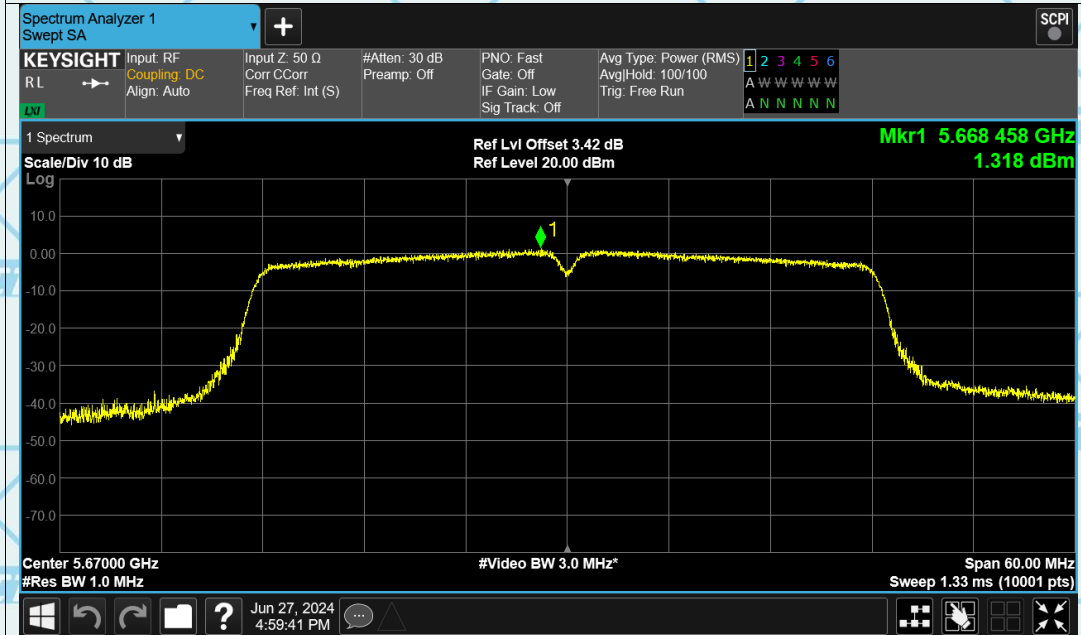 Spectrum Analyzer 1
Swept SA
+
SCPI
KEYSIGHT
R L
LXI
Input: RF
Coupling: DC
Align: Auto
Input Z: 50 Ω
Corr CCorr
Freq Ref: Int (S)
#Atten: 30 dB
Preamp: Off
PNO: Fast
Gate: Off
IF Gain: Low
Sig Track: Off
Avg Type: Power (RMS)
Avg|Hold: 100/100
Trig: Free Run
1 2 3 4 5 6
A W W W W W
A N N N N N
1 Spectrum
Scale/Div 10 dB
Log
Ref Lvl Offset 3.42 dB
Ref Level 20.00 dBm
Mkr1 5.668 458 GHz
1.318 dBm
10.0
0.00
-10.0
-20.0
-30.0
-40.0
-50.0
-60.0
-70.0
1
Center 5.67000 GHz
#Res BW 1.0 MHz
#Video BW 3.0 MHz*
Span 60.00 MHz
Sweep 1.33 ms (10001 pts)
?
Jun 27, 2024
4:59:41 PM